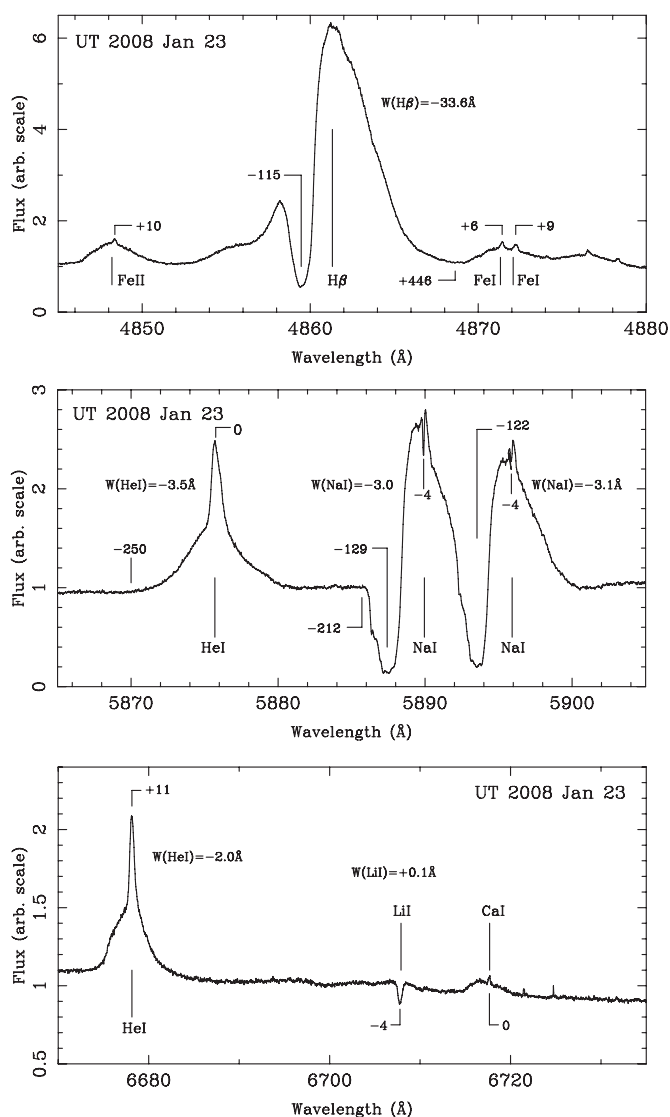 UT 2008 Jan 23
6
4
2
0
Flux (arb. scale)
W(Hβ)=−33.6Å
−115
+10
+6
+9
+446
FeII
Hβ
FeI
FeI
4850
4860
4870
4880
Wavelength (Å)
UT 2008 Jan 23
3
2
1
0
Flux (arb. scale)
0
−122
W(HeI)=−3.5Å
W(NaI)=−3.0
W(NaI)=−3.1Å
−4
−4
−250
−129
−212
HeI
NaI
NaI
5870
5880
5890
5900
Wavelength (Å)
UT 2008 Jan 23
2
1.5
1
0.5
Flux (arb. scale)
+11
W(HeI)=−2.0Å
W(LiI)=+0.1Å
LiI
CaI
HeI
−4
0
6680
6700
6720
Wavelength (Å)